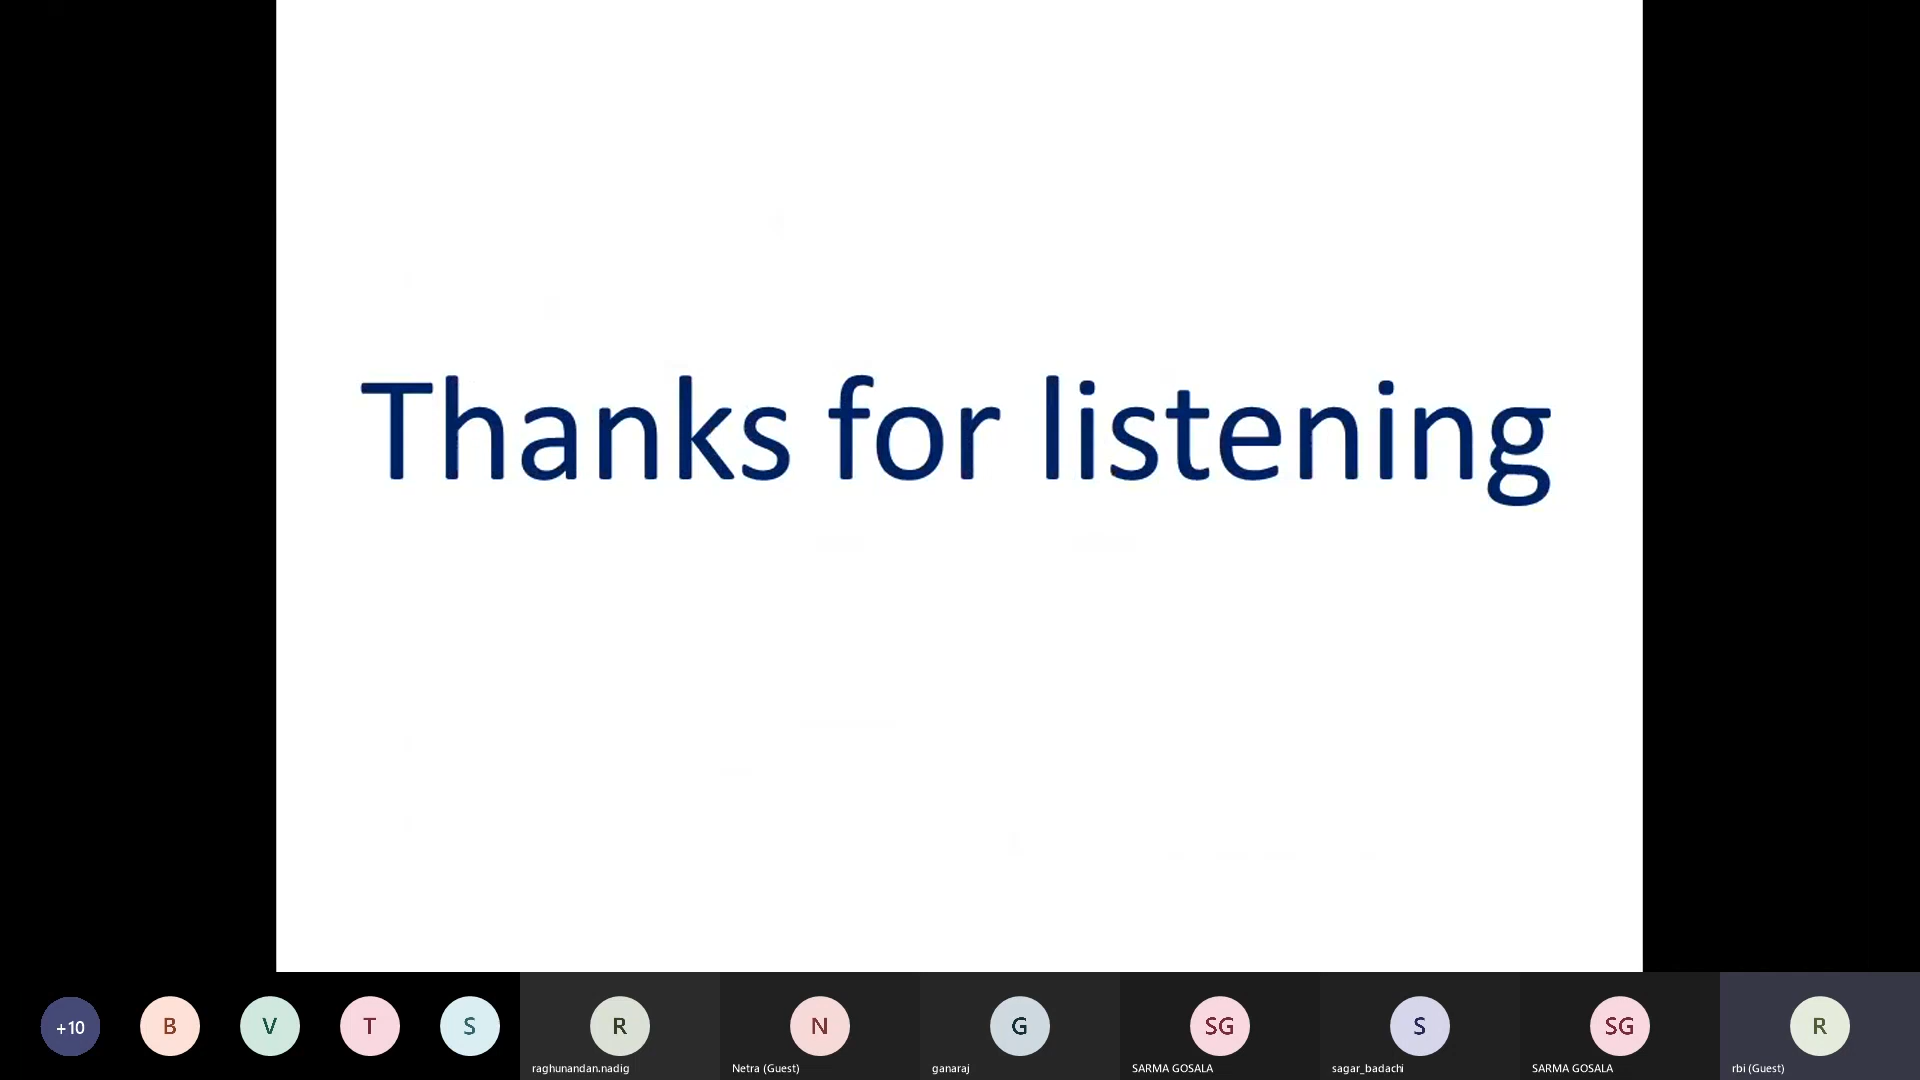 Thanks for listening
+10
B
V
T
S
R
N
G
SG
S
SG
R
raghunandan.nadig
Netra (Guest)
ganaraj
SARMA GOSALA
sagar_badachi
SARMA GOSALA
rbi (Guest)